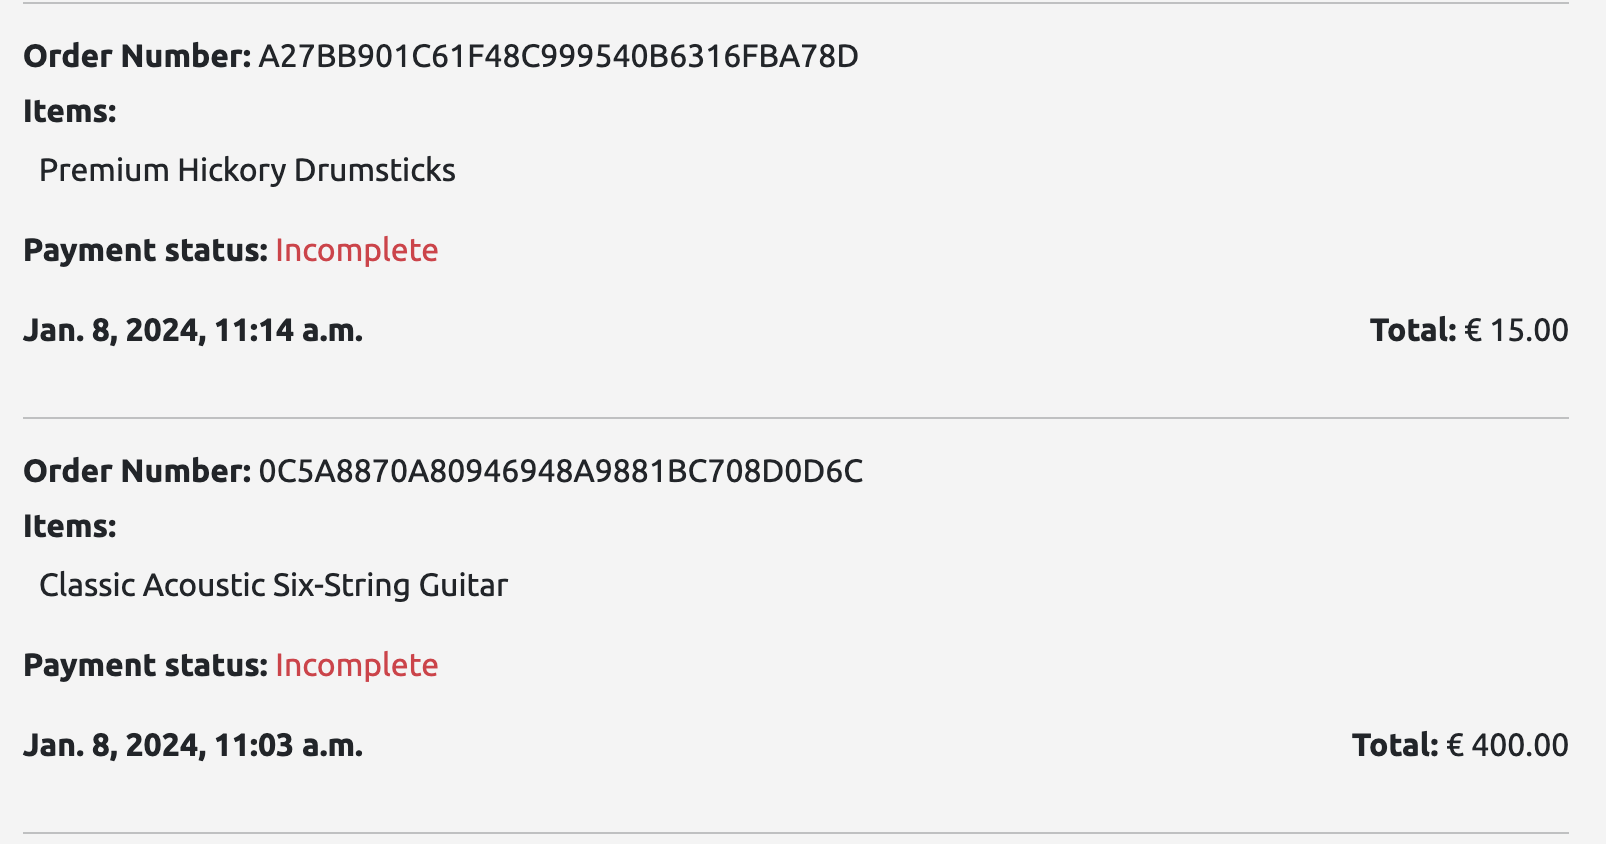 Order Number: A27BB901C61F48C999540B6316FBA78D
Items:
Premium Hickory Drumsticks
Payment status: Incomplete
Jan. 8, 2024, 11:14 a.m. Total: € 15.00
Order Number: 0C5A8870A80946948A9881BC708D0D6C
Items:
Classic Acoustic Six-String Guitar
Payment status: Incomplete
Jan. 8, 2024, 11:03 a.m. Total: € 400.00